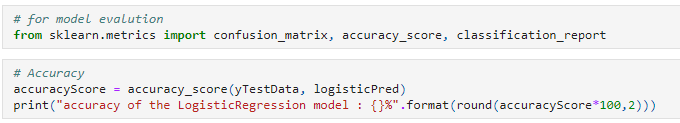 # for model evalution
from sklearn.metrics import confusion_matrix, accuracy_score, classification_report
# Accuracy
accuracyScore = accuracy_score(yTestData, logisticPred)
print("accuracy of the LogisticRegression model : {}%".format(round(accuracyScore*100,2)))